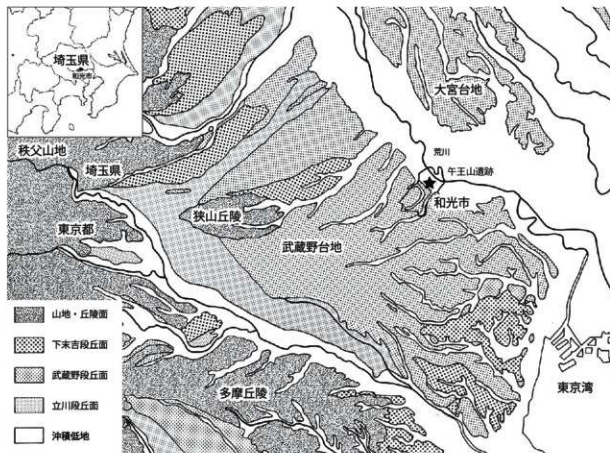 埼玉県
和光市
大宮台地
秩父山地
荒川
埼玉県
午王山遺跡
和光市
狭山丘陵
東京都
武蔵野台地
山地・丘陵面
下末吉段丘面
武蔵野段丘面
立川段丘面
沖積低地
多摩丘陵
東京湾